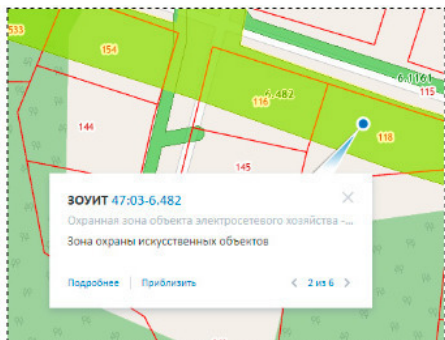 533
154
-6.1161
115
116
6.482
118
144
145
ЗОУИТ 47:03-6.482
Охранная зона объекта электросетевого хозяйства -...
Зона охраны искусственных объектов
Подробнее Приблизить 2 из 6